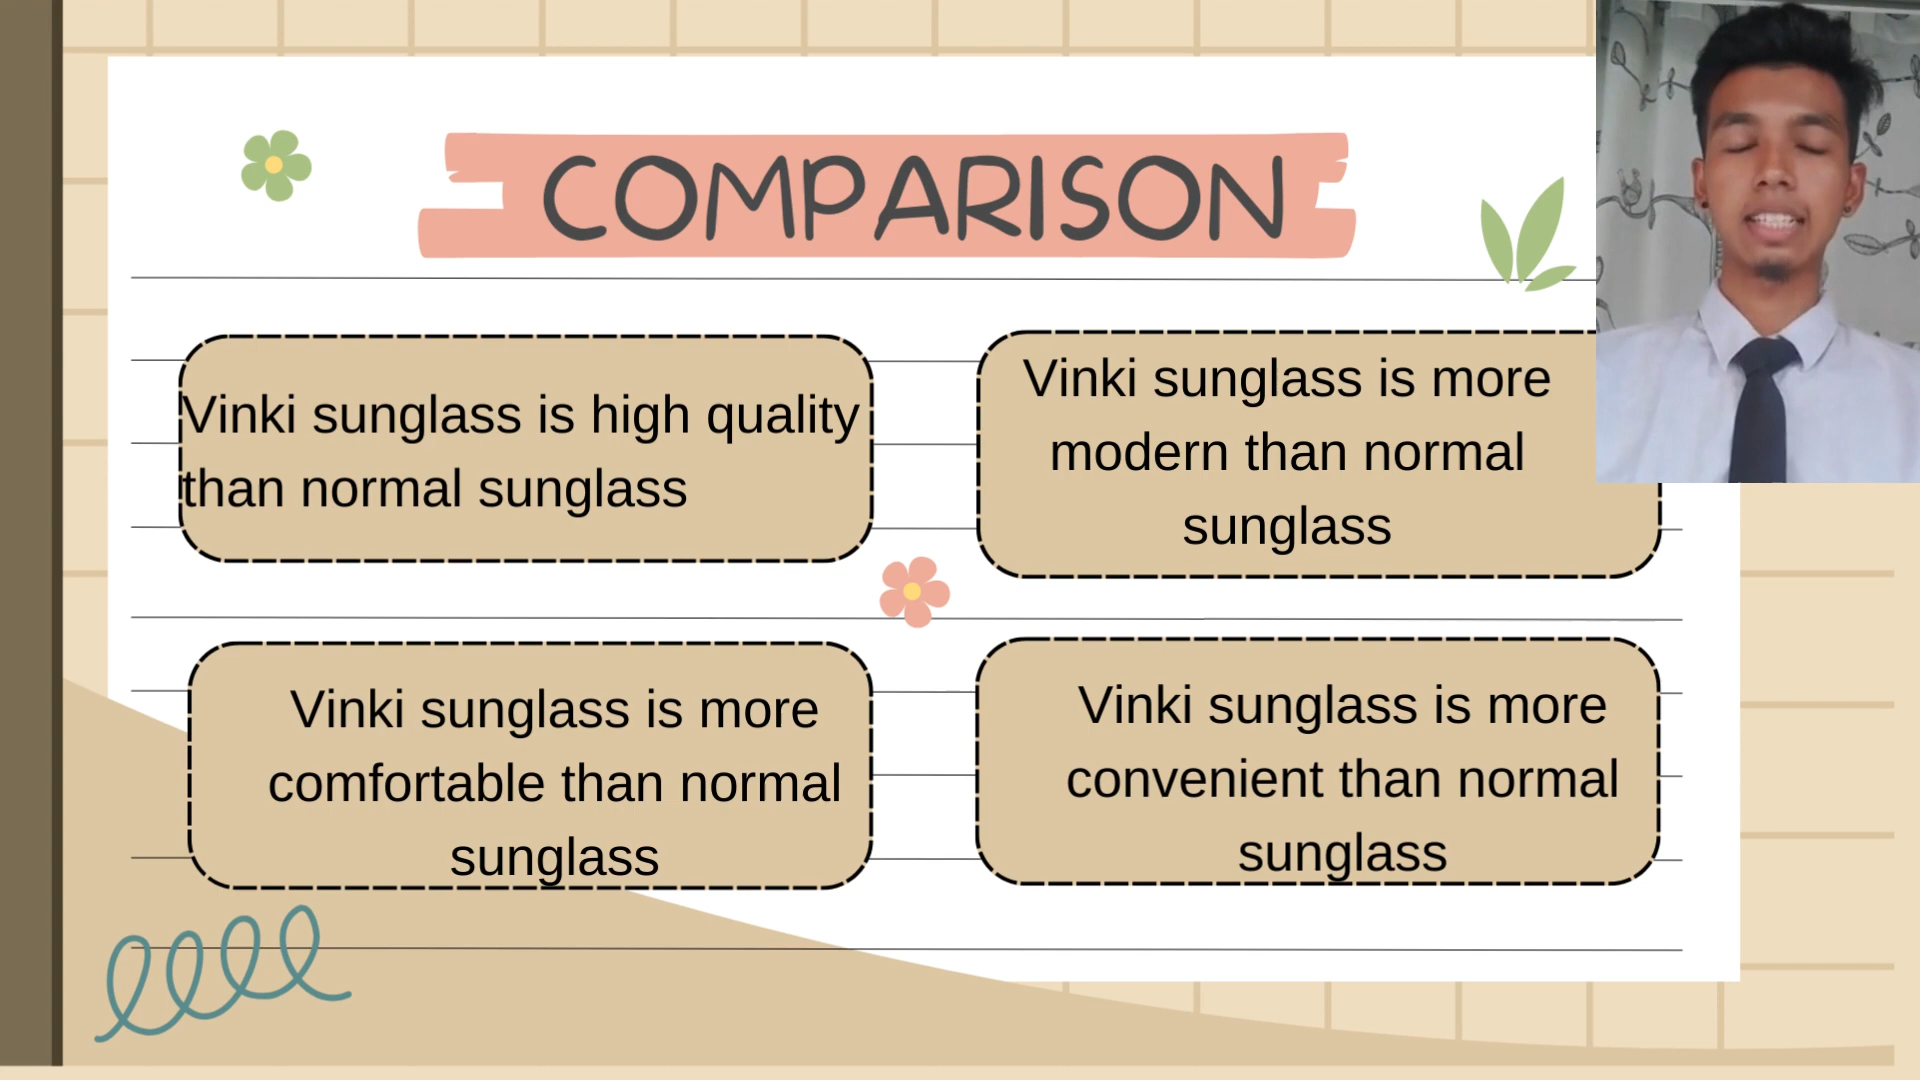 COMPARISON
Vinki sunglass is high quality
than normal sunglass
Vinki sunglass is more
modern than normal
sunglass
Vinki sunglass is more
comfortable than normal
sunglass
Vinki sunglass is more
convenient than normal
sunglass